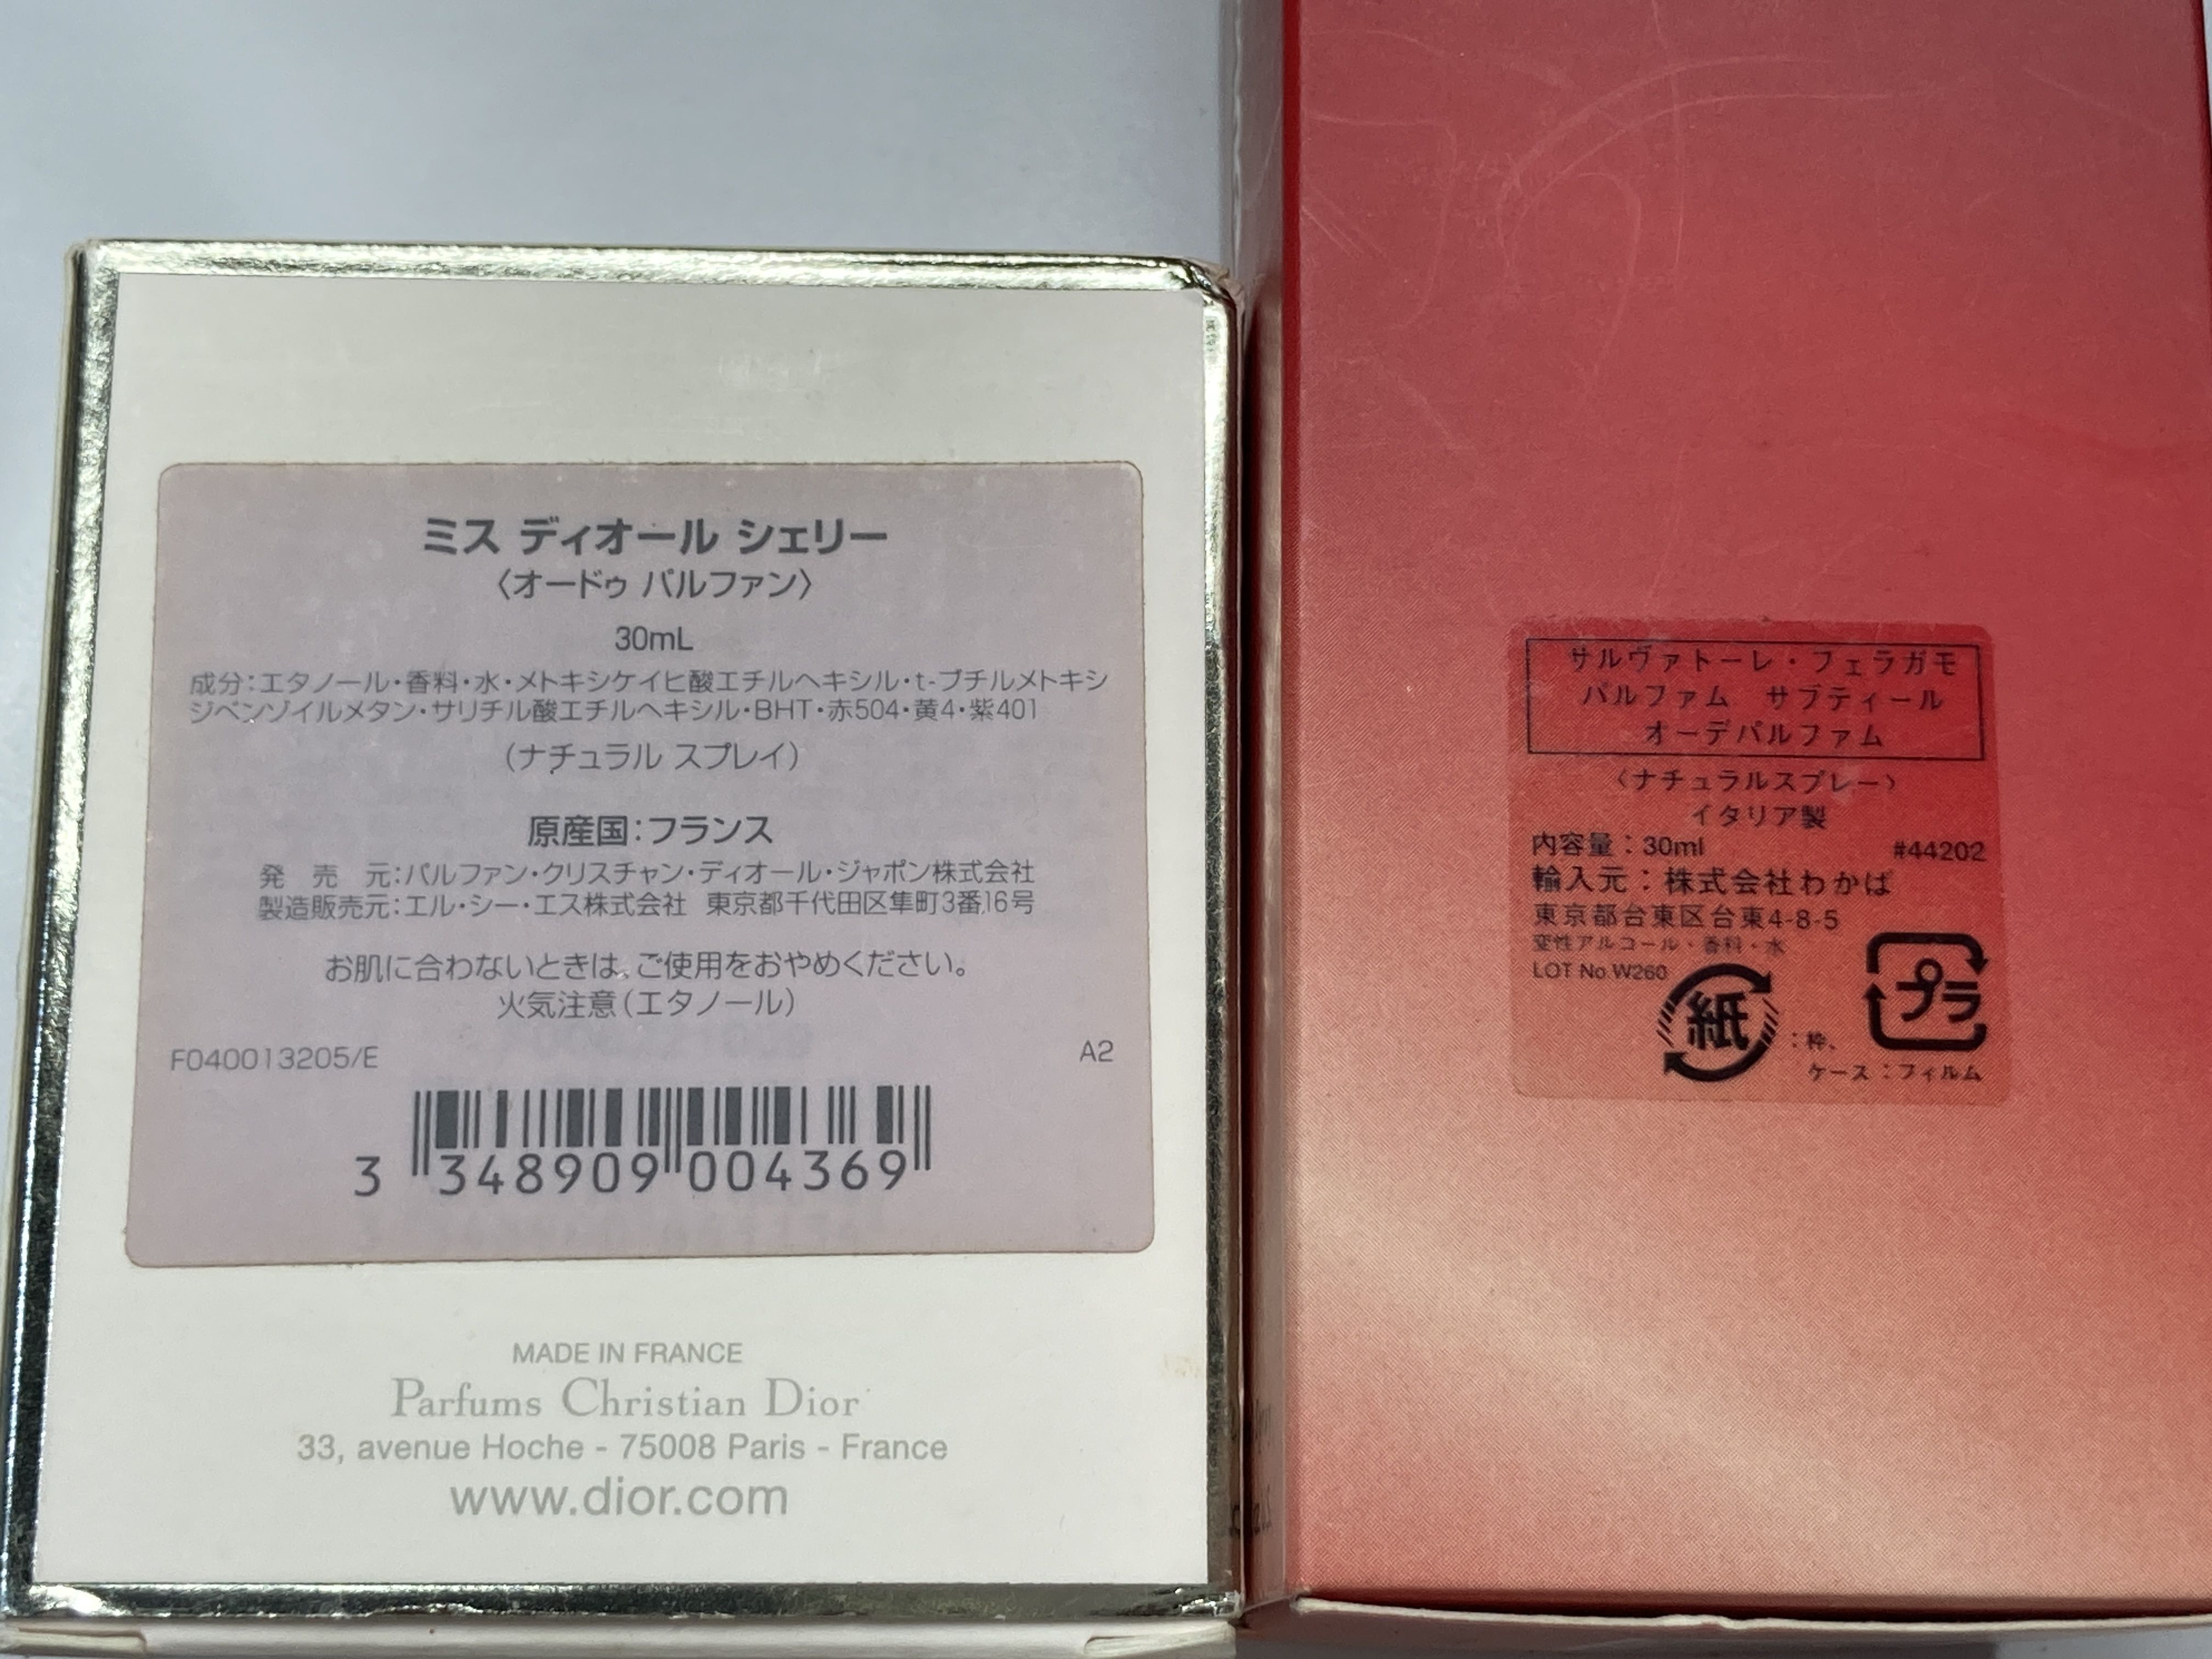 ミス ディオール シェリー
〈オードゥ パルファン〉
30mL
成分：エタノール・香料・水・メトキシケイヒ酸エチルヘキシル・t-ブチルメトキシ
ジベンゾイルメタン・サリチル酸エチルヘキシル・BHT・赤504・黄4・紫401
（ナチュラル スプレイ）
原産国：フランス
発 売 元：パルファン・クリスチャン・ディオール・ジャポン株式会社
製造販売元：エル・シー・エス株式会社 東京都千代田区隼町3番16号
お肌に合わないときは、ご使用をおやめください。
火気注意（エタノール）
F040013205/E A2
3 348909 004369
MADE IN FRANCE
Parfums Christian Dior
33, avenue Hoche - 75008 Paris - France
www.dior.com
サルヴァトーレ・フェラガモ
パルファム サブティール
オーデパルファム
〈ナチュラルスプレー〉
イタリア製
内容量：30ml #44202
輸入元：株式会社わかば
東京都台東区台東4-8-5
変性アルコール・香料・水
LOT No.W260
紙 ：枠、 プラ
ケース：フィルム